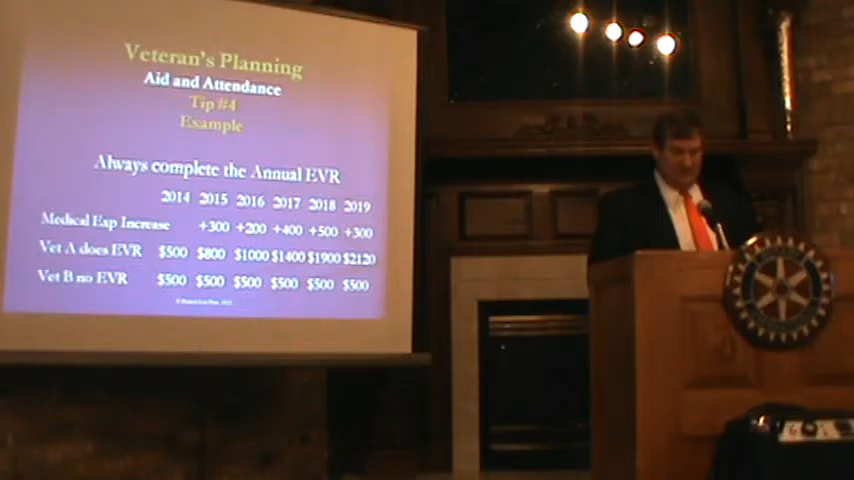 Veteran's Planning
Aid and Attendance
Tip #4
Example
Always complete the Annual EVR
2014 2015 2016 2017 2018 2019
Medical Exp Increase +300 +200 +400 +500 +300
Vet A does EVR $500 $800 $1000 $1400 $1900 $2120
Vet B no EVR $500 $500 $500 $500 $500 $500